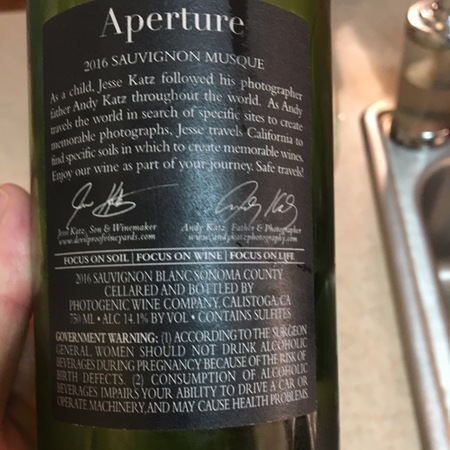 Aperture
2016 SAUVIGNON MUSQUE
As a child, Jesse Katz followed his photographer
father Andy Katz throughout the world. As Andy
travels the world in search of specific sites to create
memorable photographs, Jesse travels California to
find specific soils in which to create memorable wines.
Enjoy our wine as part of your journey. Safe travels!
Jesse Katz, Son & Winemaker
www.devilproofvineyards.com
Andy Katz, Father & Photographer
www.andykatzphotography.com
FOCUS ON SOIL | FOCUS ON WINE | FOCUS ON LIFE
2016 SAUVIGNON BLANC SONOMA COUNTY
CELLARED AND BOTTLED BY
PHOTOGENIC WINE COMPANY, CALISTOGA, CA
750 ML • ALC 14.1% BY VOL • CONTAINS SULFITES
GOVERNMENT WARNING: (1) ACCORDING TO THE SURGEON
GENERAL, WOMEN SHOULD NOT DRINK ALCOHOLIC
BEVERAGES DURING PREGNANCY BECAUSE OF THE RISK OF
BIRTH DEFECTS. (2) CONSUMPTION OF ALCOHOLIC
BEVERAGES IMPAIRS YOUR ABILITY TO DRIVE A CAR OR
OPERATE MACHINERY, AND MAY CAUSE HEALTH PROBLEMS.